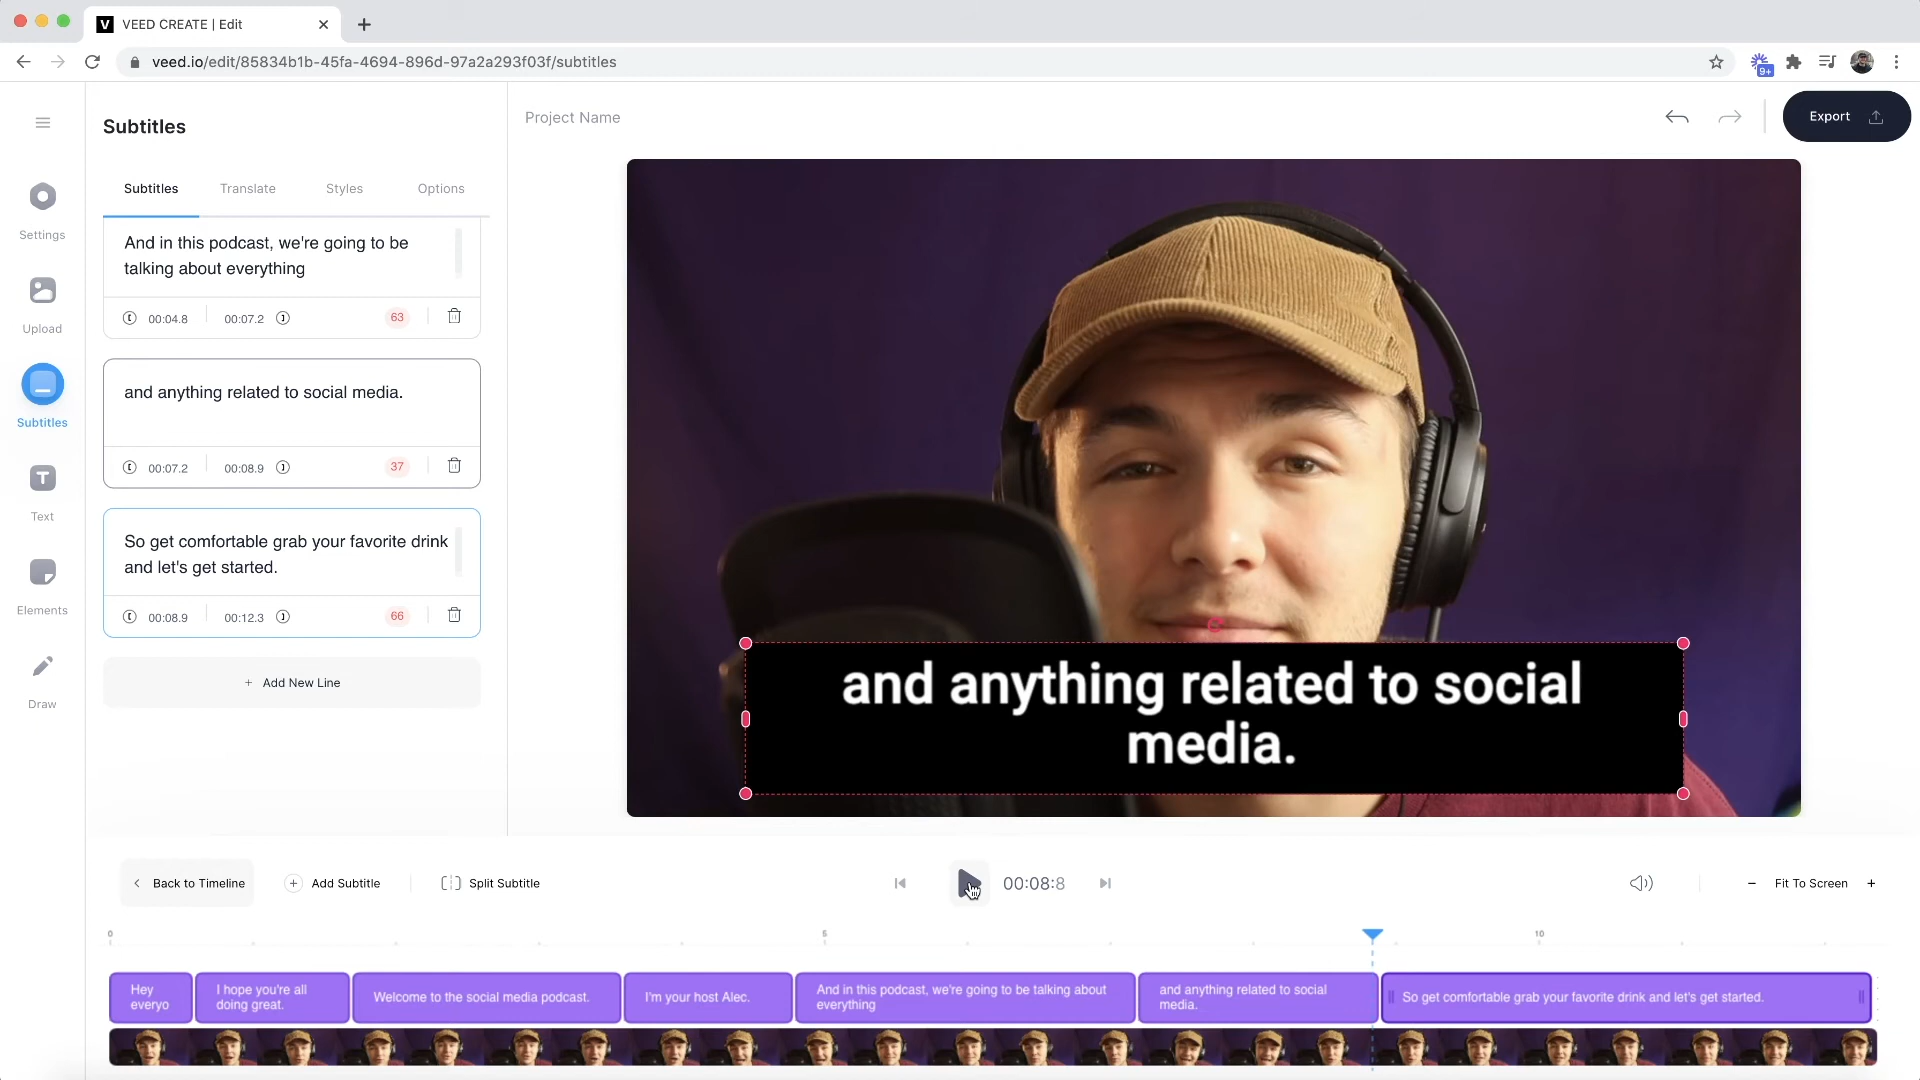 VEED CREATE | Edit
veed.io/edit/85834b1b-45fa-4694-896d-97a2a293f03f/subtitles
9+
Settings
Upload
Subtitles
Text
Elements
Draw
Subtitles
Subtitles Translate Styles Options
And in this podcast, we're going to be
talking about everything
00:04.8 00:07.2 63
and anything related to social media.
00:07.2 00:08.9 37
So get comfortable grab your favorite drink
and let's get started.
00:08.9 00:12.3 66
+ Add New Line
Project Name
Export
and anything related to social
media.
Back to Timeline
Add Subtitle
Split Subtitle
00:08:8
− Fit To Screen +
0 5 10
Hey
everyo
I hope you're all
doing great.
Welcome to the social media podcast.
I'm your host Alec.
And in this podcast, we're going to be talking about
everything
and anything related to social
media.
So get comfortable grab your favorite drink and let's get started.